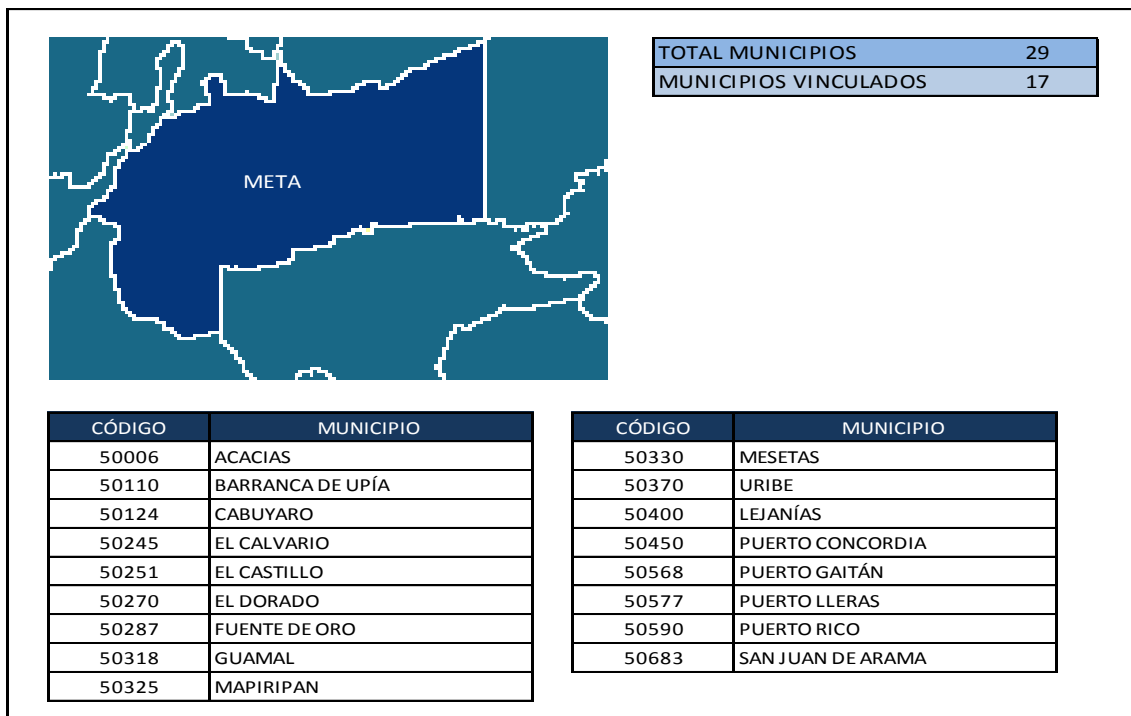 TOTAL MUNICIPIOS 29
MUNICIPIOS VINCULADOS 17
META
CÓDIGO MUNICIPIO
50006 ACACIAS
50110 BARRANCA DE UPÍA
50124 CABUYARO
50245 EL CALVARIO
50251 EL CASTILLO
50270 EL DORADO
50287 FUENTE DE ORO
50318 GUAMAL
50325 MAPIRIPAN
CÓDIGO MUNICIPIO
50330 MESETAS
50370 URIBE
50400 LEJANÍAS
50450 PUERTO CONCORDIA
50568 PUERTO GAITÁN
50577 PUERTO LLERAS
50590 PUERTO RICO
50683 SAN JUAN DE ARAMA